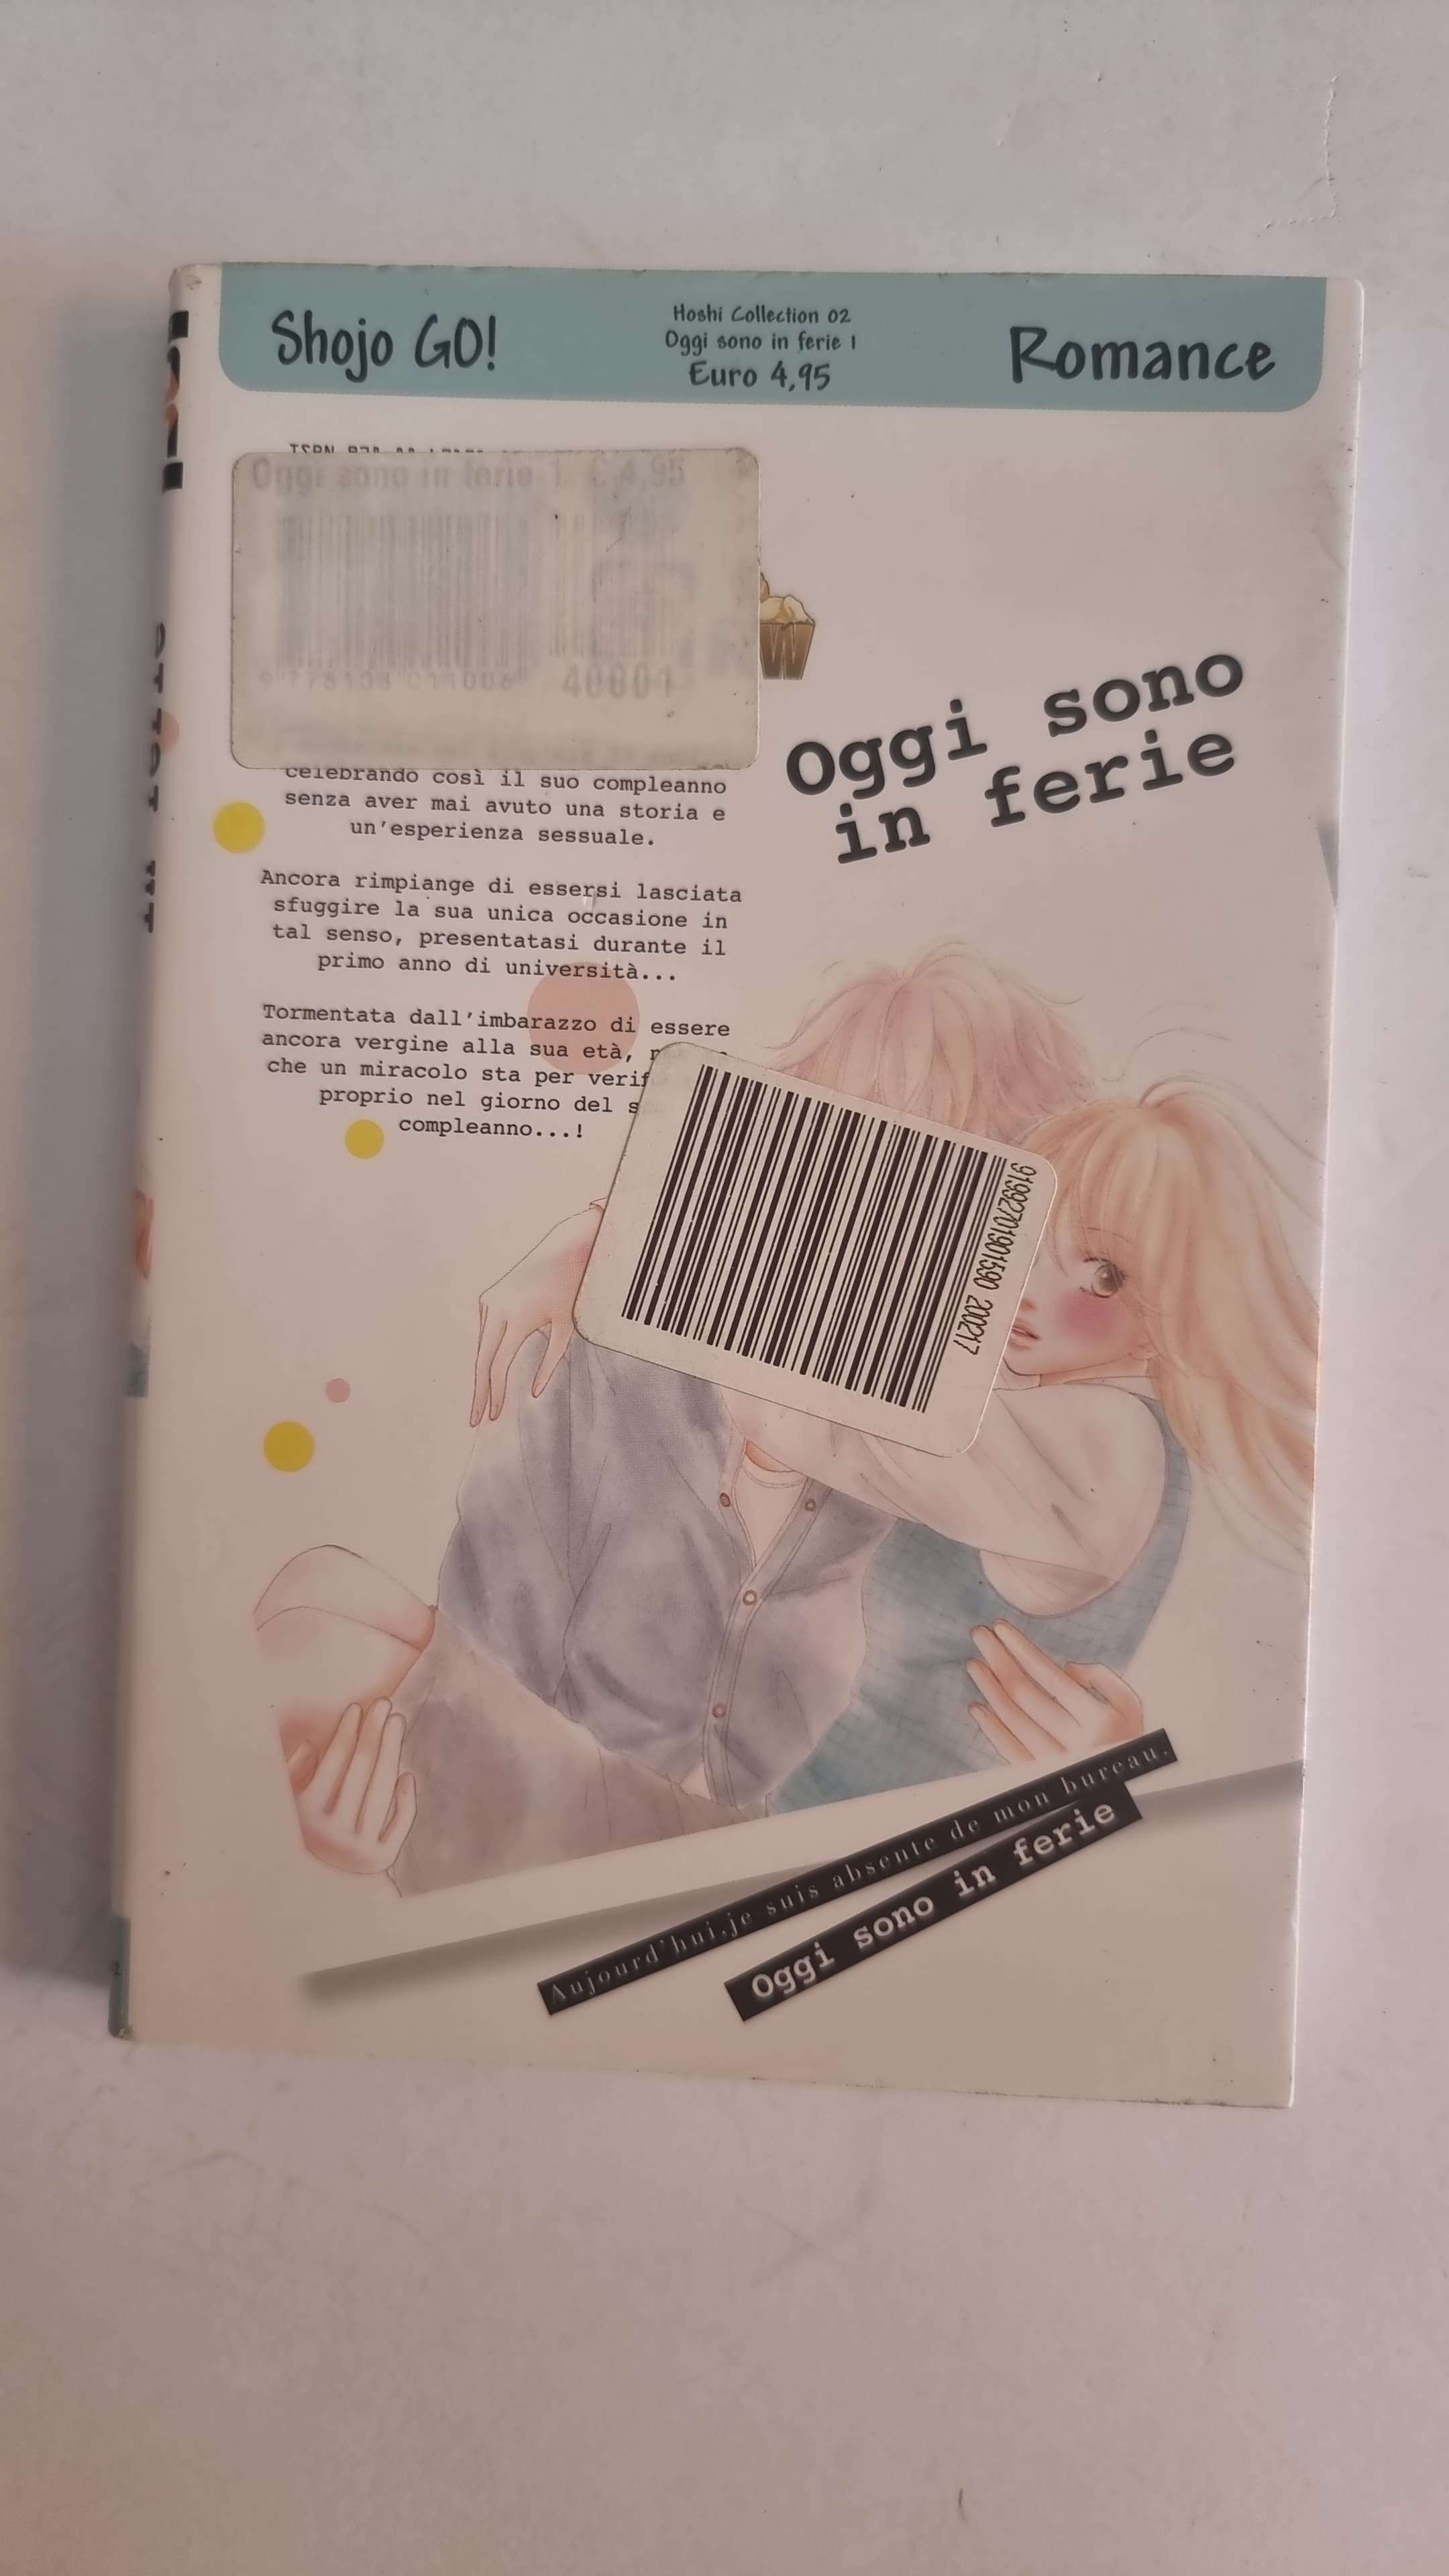 Shojo GO!
Hoshi Collection 02
Oggi sono in ferie 1
Euro 4,95
Romance
ISBN
Oggi sono in ferie 1 € 4,95
40001
Oggi sono
in ferie
celebrando così il suo compleanno
senza aver mai avuto una storia e
un'esperienza sessuale.
Ancora rimpiange di essersi lasciata
sfuggire la sua unica occasione in
tal senso, presentatasi durante il
primo anno di università...
Tormentata dall'imbarazzo di essere
ancora vergine alla sua età,
che un miracolo sta per
proprio nel giorno del
compleanno...!
91992701901590 200217
Aujourd'hui,je suis absente de mon bureau.
Oggi sono in ferie